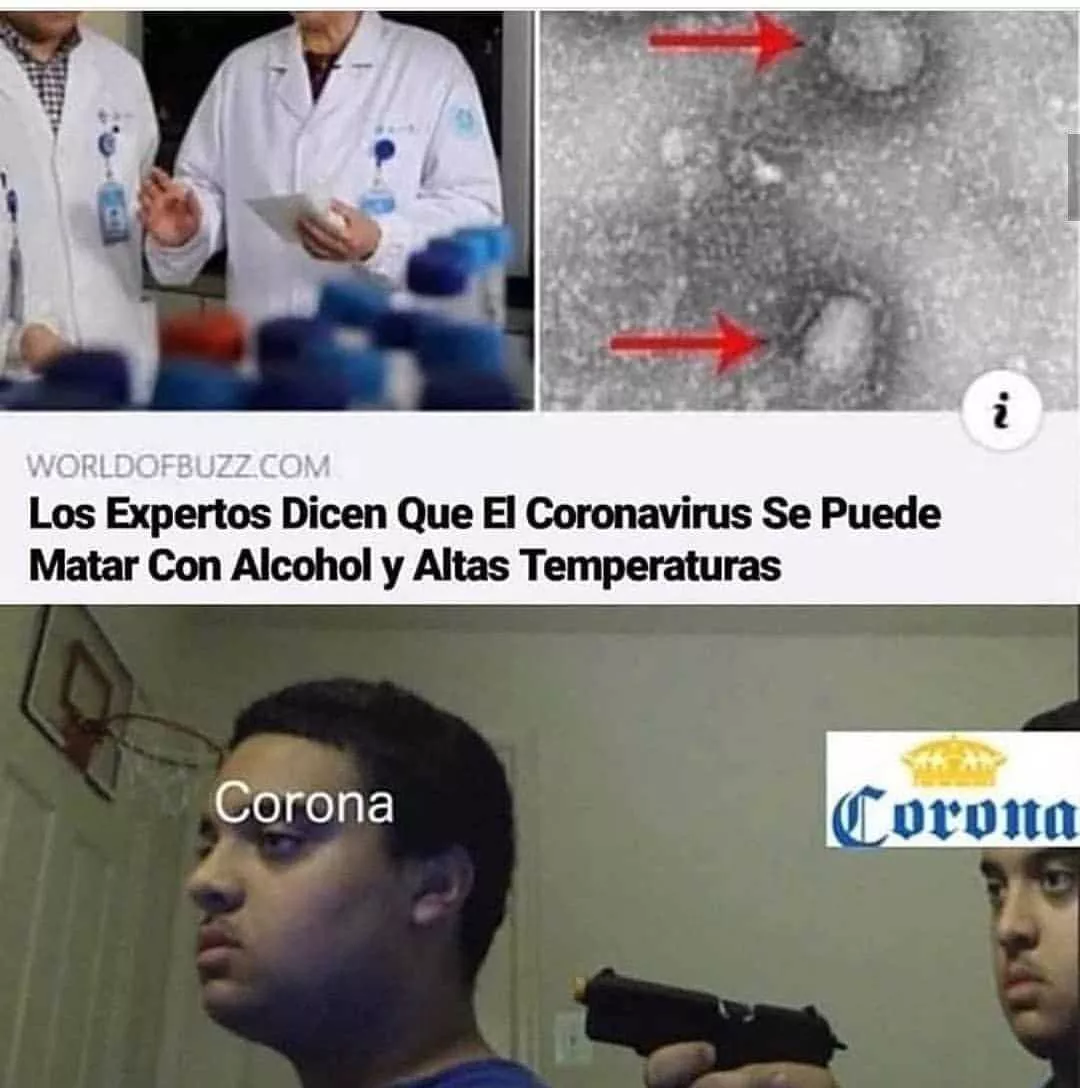 WORLDOFBUZZ.COM
Los Expertos Dicen Que El Coronavirus Se Puede
Matar Con Alcohol y Altas Temperaturas
Corona
Corona